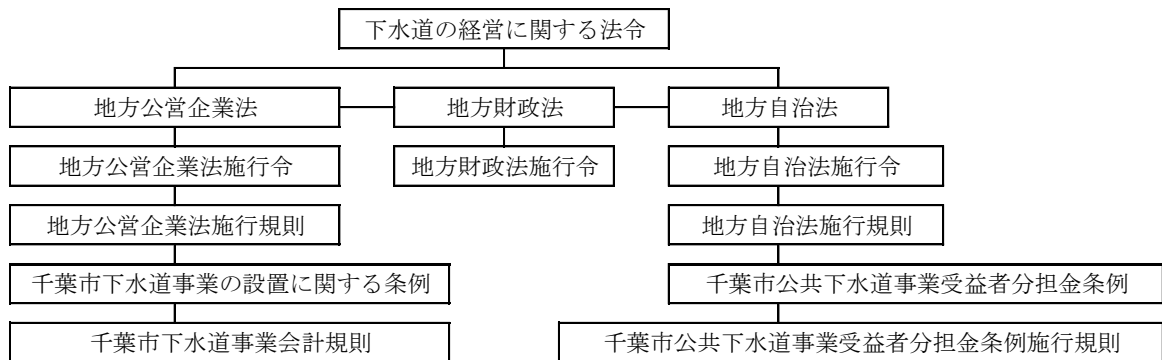 下水道の経営に関する法令
地方公営企業法
地方財政法
地方自治法
地方公営企業法施行令
地方財政法施行令
地方自治法施行令
地方公営企業法施行規則
地方自治法施行規則
千葉市下水道事業の設置に関する条例
千葉市公共下水道事業受益者分担金条例
千葉市下水道事業会計規則
千葉市公共下水道事業受益者分担金条例施行規則